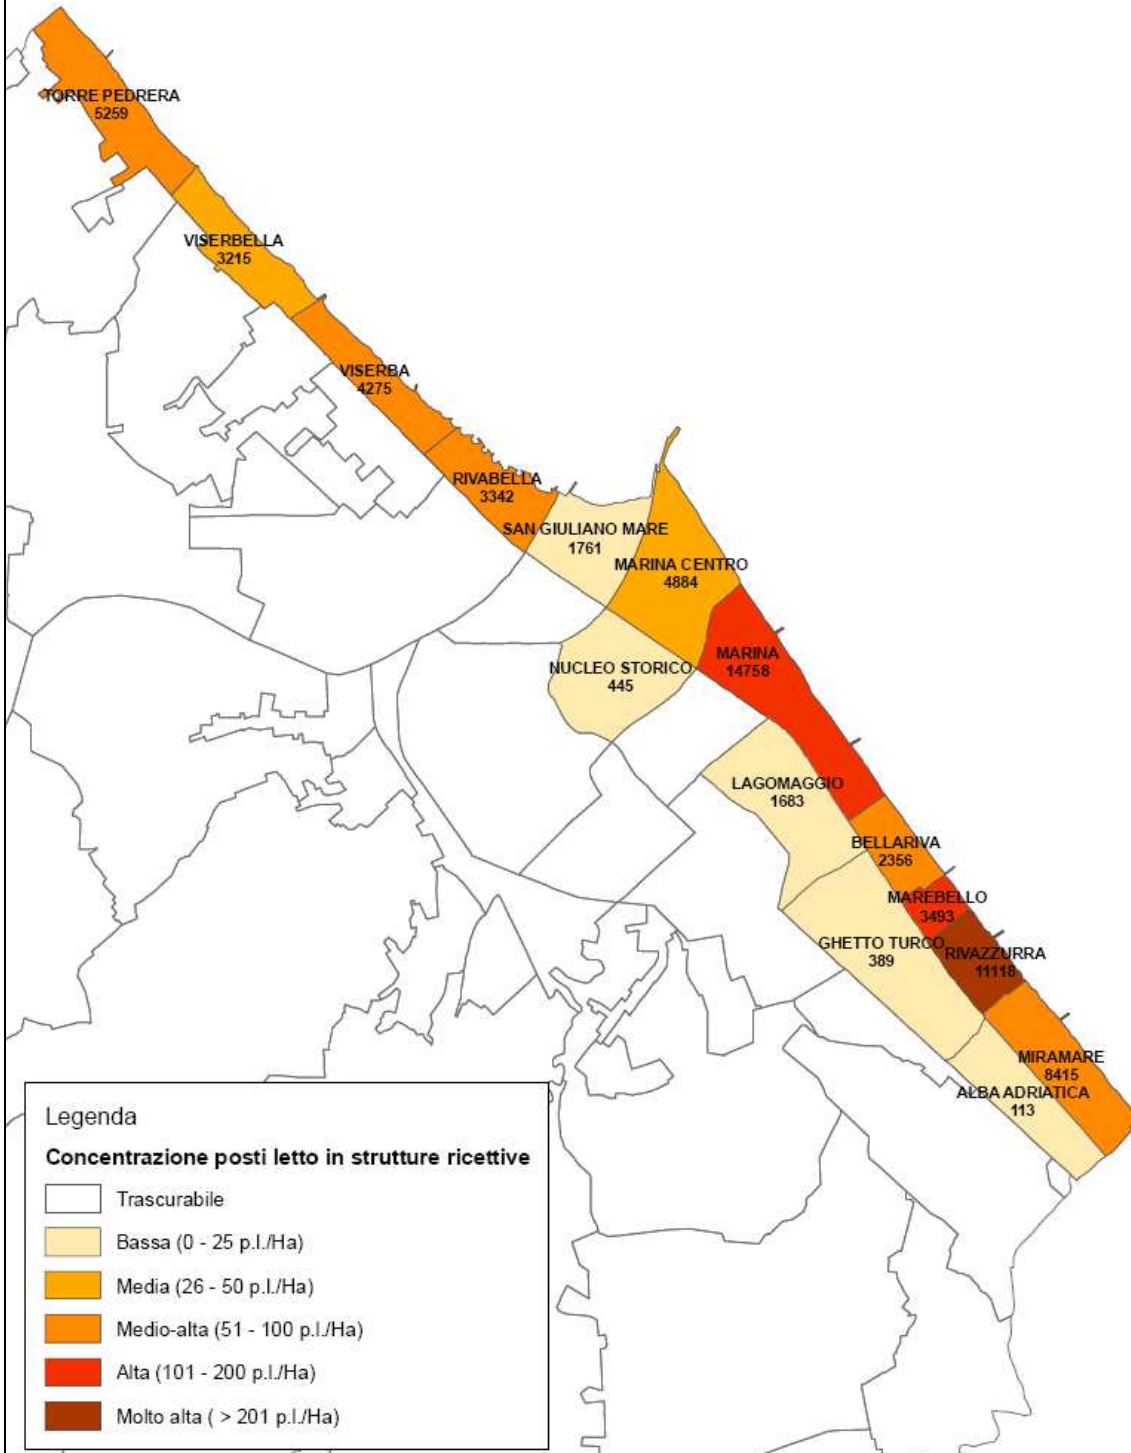 TORRE PEDRERA
5259
VISERBELLA
3215
VISERBA
4275
RIVABELLA
3342
SAN GIULIANO MARE
1761
MARINA CENTRO
4884
NUCLEO STORICO
445
MARINA
14758
LAGOMAGGIO
1683
BELLARIVA
2356
MAREBELLO
3493
GHETTO TURCO
389
RIVAZZURRA
11118
MIRAMARE
8415
ALBA ADRIATICA
113
Legenda
Concentrazione posti letto in strutture ricettive
Trascurabile
Bassa (0 - 25 p.l./Ha)
Media (26 - 50 p.l./Ha)
Medio-alta (51 - 100 p.l./Ha)
Alta (101 - 200 p.l./Ha)
Molto alta ( > 201 p.l./Ha)